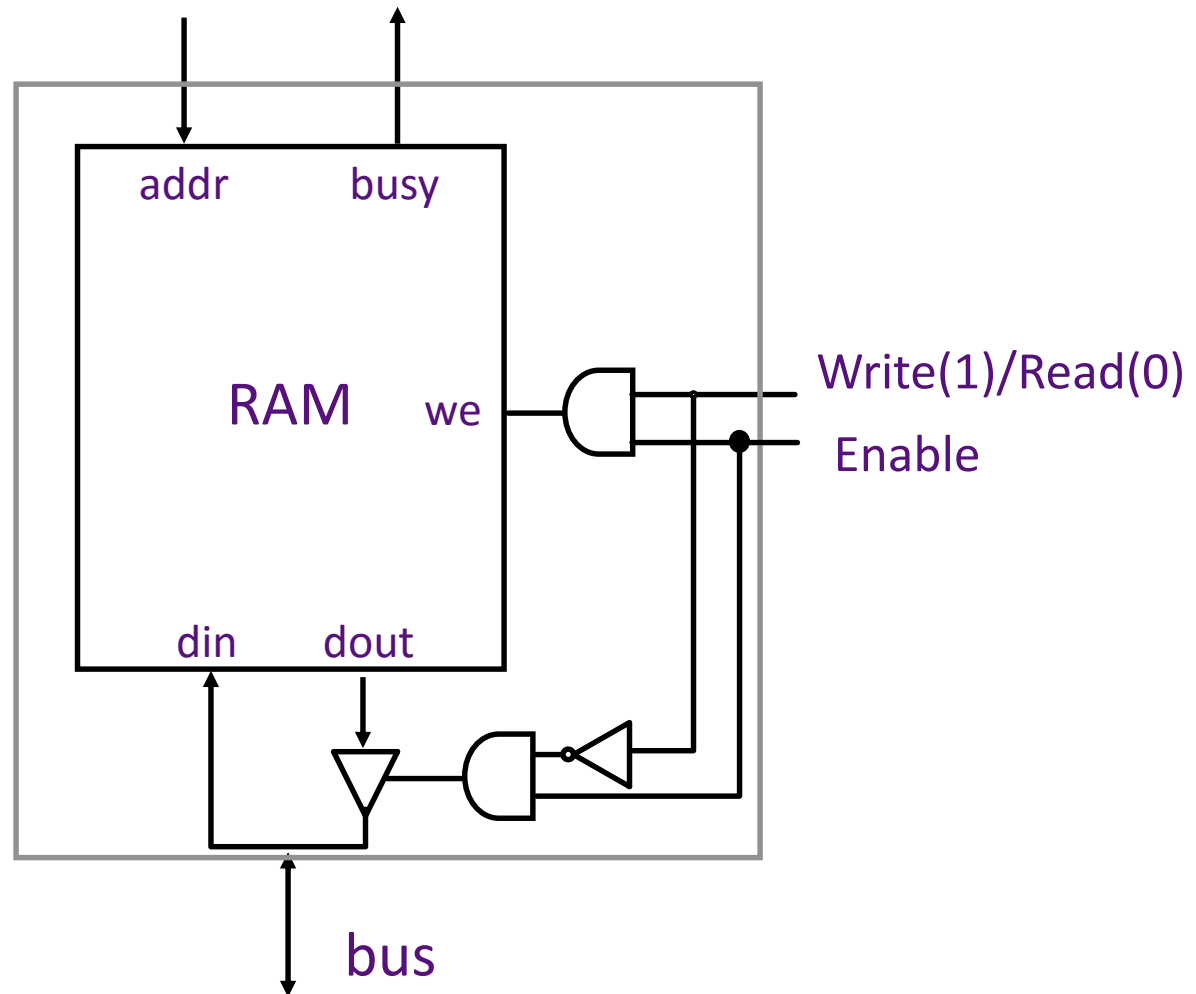 addr busy
Write(1)/Read(0)
RAM we
Enable
din dout
bus